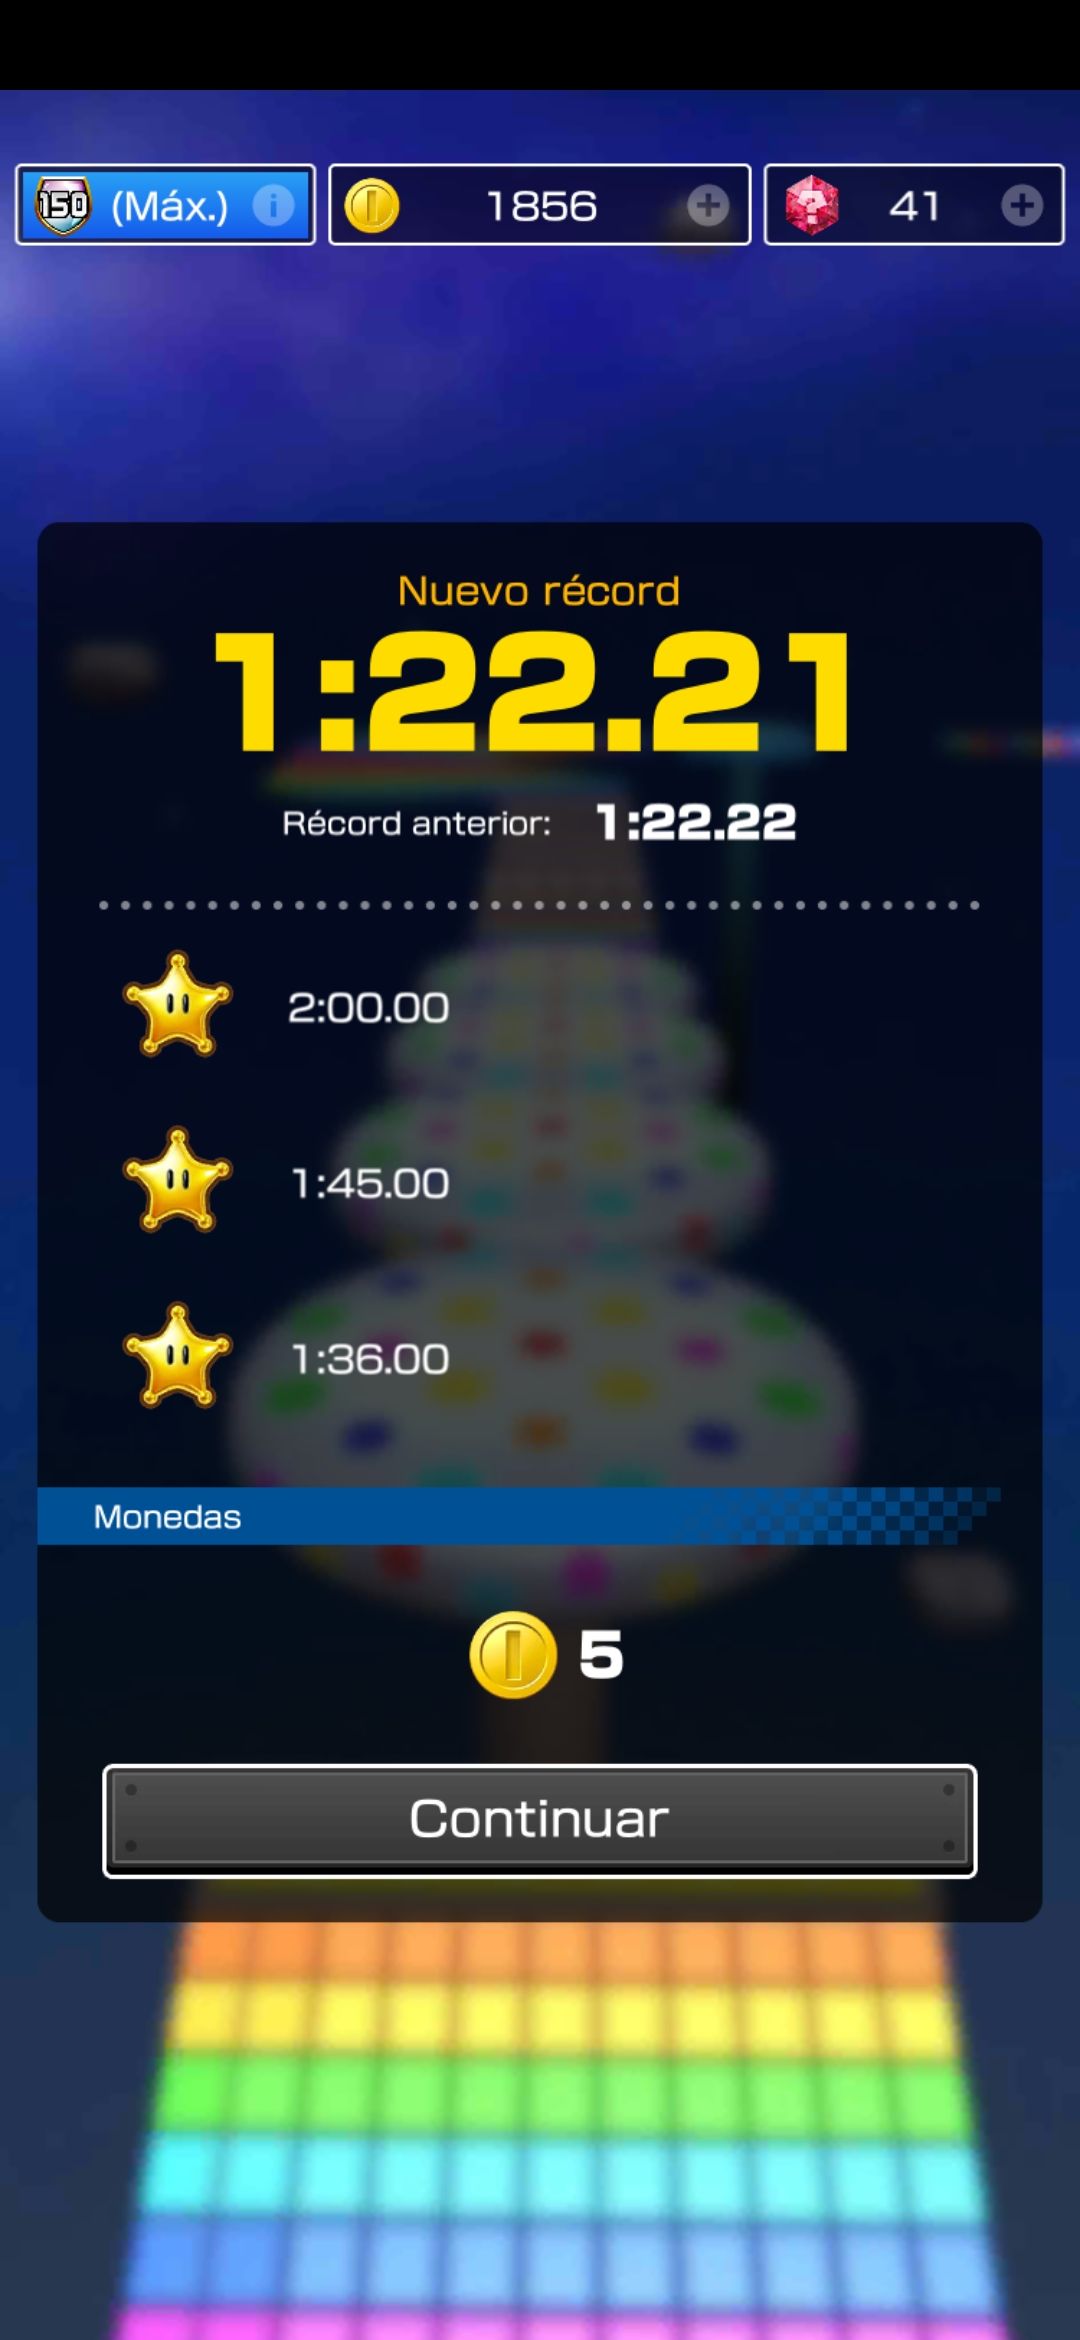 150 (Máx.) i 1856 + ? 41 +
Nuevo récord
1:22.21
Récord anterior: 1:22.22
2:00.00
1:45.00
1:36.00
Monedas
5
Continuar